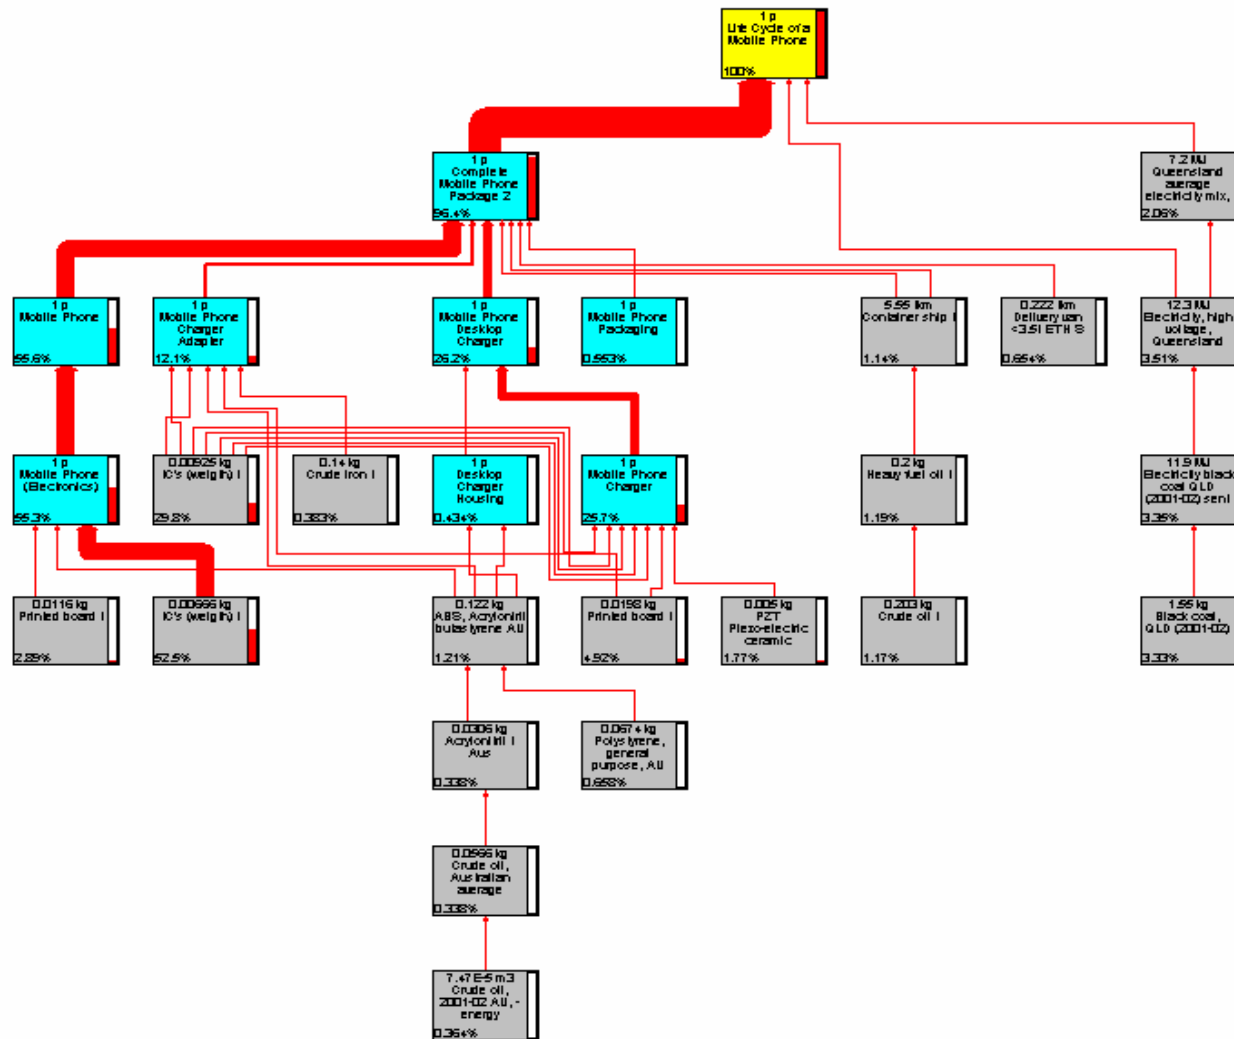 1 p
Life Cycle of a
Mobile Phone
100%
1 p
Complete
Mobile Phone
Package 2
96.4%
7.2 MJ
Queensland
average
electricity mix,
2.06%
1 p
Mobile Phone
55.6%
1 p
Mobile Phone
Charger
Adapter
12.1%
1 p
Mobile Phone
Desktop
Charger
26.2%
1 p
Mobile Phone
Packaging
0.553%
5.55 tkm
Container ship I
1.14%
0.222 tkm
Delivery van
<3.5t ETH S
0.654%
12.3 MJ
Electricity, high
voltage,
Queensland
3.51%
1 p
Mobile Phone
(Electronics)
55.3%
0.00925 kg
IC's (weigth) I
29.8%
0.14 kg
Crude iron I
0.383%
1 p
Desktop
Charger
Housing
0.434%
1 p
Mobile Phone
Charger
25.7%
0.2 kg
Heavy fuel oil I
1.19%
11.9 MJ
Electricity black
coal QLD
(2001-02) sent
3.35%
0.0116 kg
Printed board I
2.89%
0.00666 kg
IC's (weigth) I
52.5%
0.122 kg
ABS, Acrylonitril
butastyrene AU
1.21%
0.0198 kg
Printed board I
4.92%
0.005 kg
PZT
Piezo-electric
ceramic
1.77%
0.203 kg
Crude oil I
1.17%
1.55 kg
Black coal,
QLD (2001-02)
3.33%
0.0306 kg
Acrylonitril I
Aus
0.338%
0.0674 kg
Polystyrene,
general
purpose, AU
0.658%
0.0566 kg
Crude oil,
Australian
average
0.338%
7.47E-5 m3
Crude oil,
2001-02 AU, -
energy
0.364%